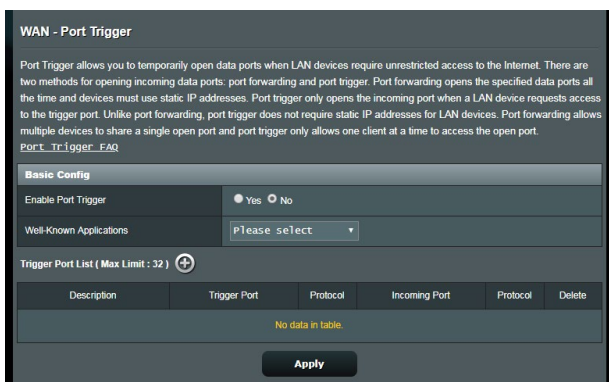 WAN - Port Trigger
Port Trigger allows you to temporarily open data ports when LAN devices require unrestricted access to the Internet. There are
two methods for opening incoming data ports: port forwarding and port trigger. Port forwarding opens the specified data ports all
the time and devices must use static IP addresses. Port trigger only opens the incoming port when a LAN device requests access
to the trigger port. Unlike port forwarding, port trigger does not require static IP addresses for LAN devices. Port forwarding allows
multiple devices to share a single open port and port trigger only allows one client at a time to access the open port.
Port Trigger FAQ
Basic Config
Enable Port Trigger Yes No
Well-Known Applications Please select
Trigger Port List ( Max Limit : 32 )
Description Trigger Port Protocol Incoming Port Protocol Delete
No data in table.
Apply